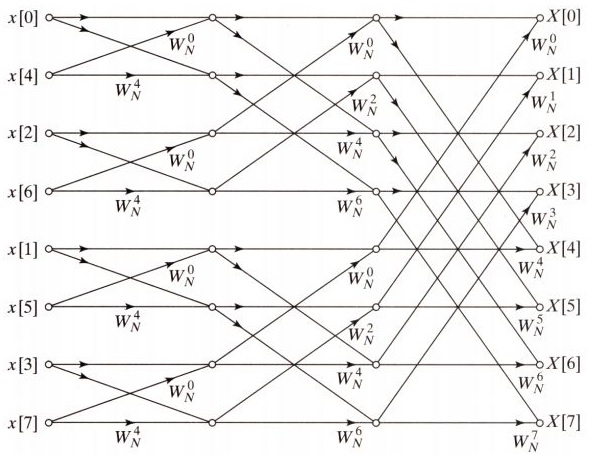 x[0] X[0]
W_N^0 W_N^0 W_N^0
x[4] X[1]
W_N^4 W_N^2 W_N^1
x[2] X[2]
W_N^0 W_N^4 W_N^2
x[6] X[3]
W_N^4 W_N^6 W_N^3
x[1] X[4]
W_N^0 W_N^0 W_N^4
x[5] X[5]
W_N^4 W_N^2 W_N^5
x[3] X[6]
W_N^0 W_N^4 W_N^6
x[7] X[7]
W_N^4 W_N^6 W_N^7